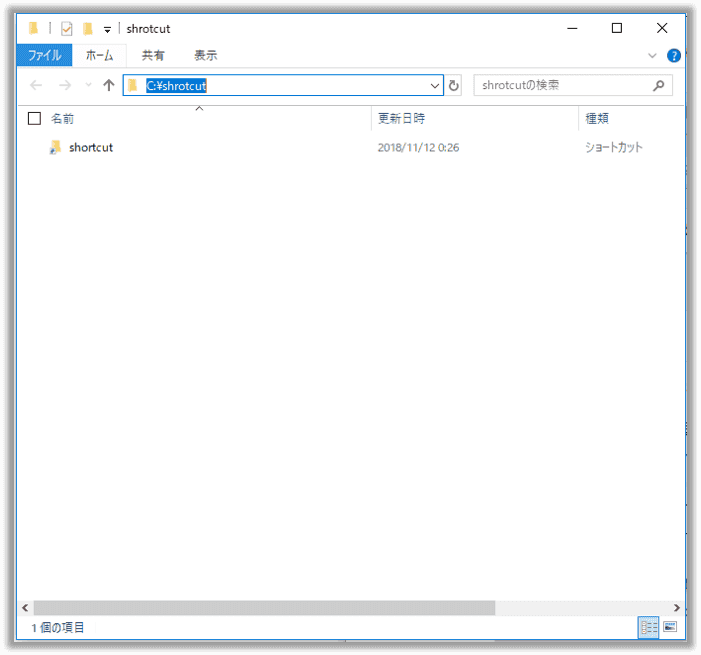 shrotcut
ファイル ホーム 共有 表示
C:¥shrotcut shrotcutの検索
名前 更新日時 種類
shortcut 2018/11/12 0:26 ショートカット
1 個の項目